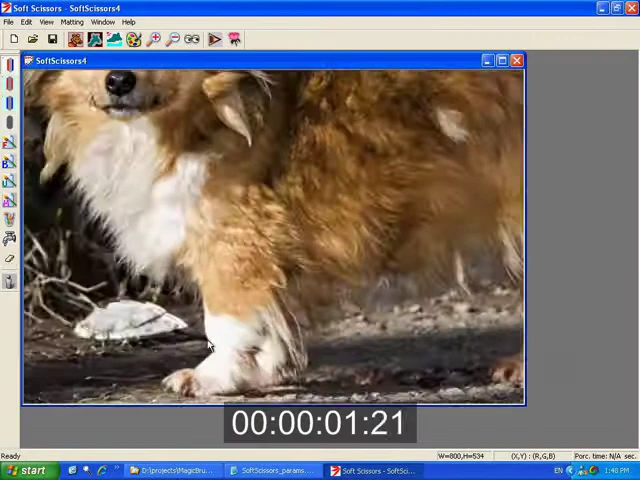 Soft Scissors - SoftScissors4
File Edit View Matting Window Help
SoftScissors4
00:00:01:21
Ready W=800,H=534 (X,Y) : (R,G,B) Porc. time: N/A sec.
start D:\projects\MagicBru... SoftScissors_params.... Soft Scissors - SoftSci... EN 1:48 PM